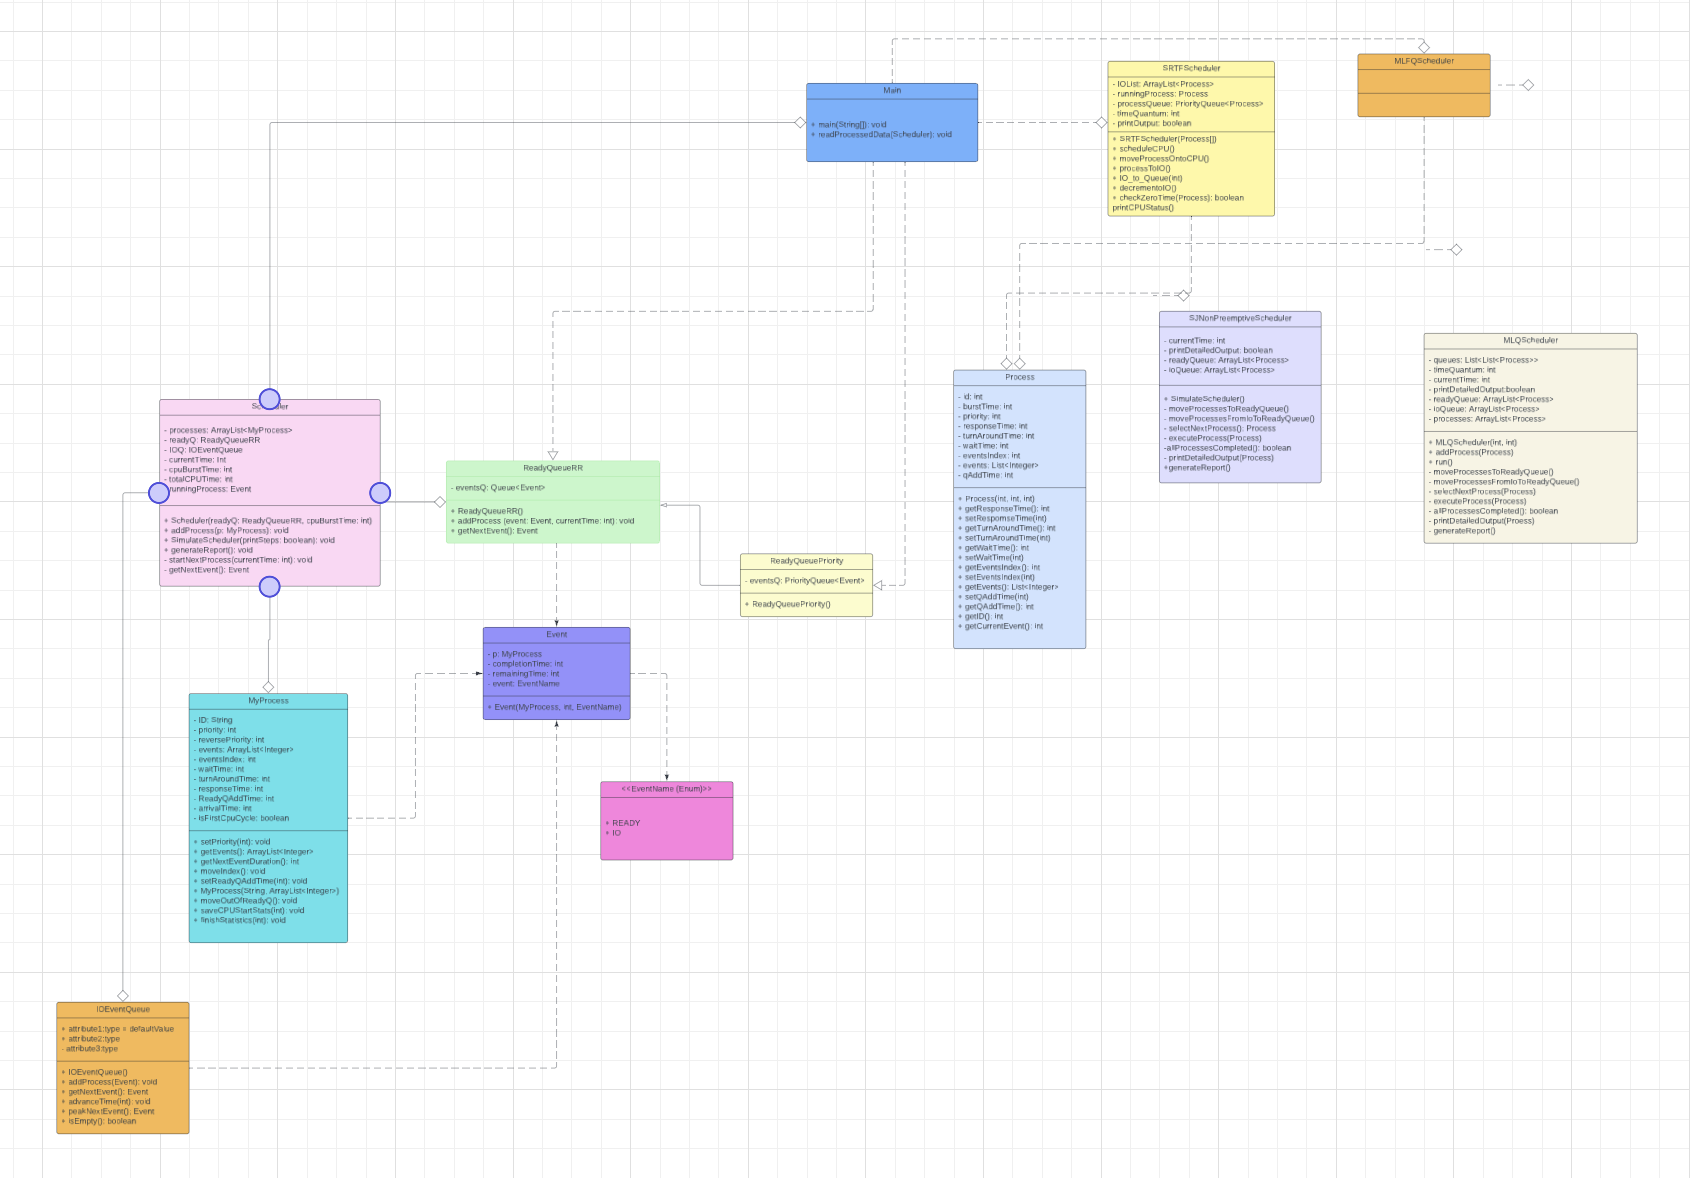 Main
+ main(String[]): void
+ readProcessedData(Scheduler): void
SRTFScheduler
- IOList: ArrayList<Process>
- runningProcess: Process
- processQueue: PriorityQueue<Process>
- timeQuantum: int
- printOutput: boolean
+ SRTFScheduler(Process[])
+ scheduleCPU()
+ moveProcessOntoCPU()
+ processToIO()
+ IO_to_Queue(int)
+ decrementoIO()
+ checkZeroTime(Process): boolean
printCPUStatus()
MLFQScheduler
SJNonPreemptiveScheduler
- currentTime: int
- printDetailedOutput: boolean
- readyQueue: ArrayList<Process>
- ioQueue: ArrayList<Process>
+ SimulateScheduler()
- moveProcessesToReadyQueue()
- moveProcessesFromIoToReadyQueue()
- selectNextProcess(): Process
- executeProcess(Process)
-allProcessesCompleted(): boolean
- printDetailedOutput(Process)
+generateReport()
MLQScheduler
- queues: List<List<Process>>
- timeQuantum: int
- currentTime: int
- printDetailedOutput:boolean
- readyQueue: ArrayList<Process>
- ioQueue: ArrayList<Process>
- processes: ArrayList<Process>
+ MLQScheduler(int, int)
+ addProcess(Process)
+ run()
- moveProcessesToReadyQueue()
- moveProcessesFromIoToReadyQueue()
- selectNextProcess(Process)
- executeProcess(Process)
- allProcessesCompleted(): boolean
- printDetailedOutput(Proess)
- generateReport()
Process
- id: int
- burstTime: int
- priority: int
- responseTime: int
- turnAroundTime: int
- waitTime: int
- eventsIndex: int
- events: List<Integer>
- qAddTime: int
+ Process(int, int, int)
+ getResponseTime(): int
+ setResponseTime(int)
+ getTurnAroundTime(): int
+ setTurnAroundTime(int)
+ getWaitTime(): int
+ setWaitTime(int)
+ getEventsIndex(): int
+ setEventsIndex(int)
+ getEvents(): List<Integer>
+ setQAddTime(int)
+ getQAddTime(): int
+ getID(): int
+ getCurrentEvent(): int
- processes: ArrayList<MyProcess>
- readyQ: ReadyQueueRR
- IOQ: IOEventQueue
- currentTime: Int
- cpuBurstTime: int
- totalCPUTime: int
runningProcess: Event
+ Scheduler(readyQ: ReadyQueueRR, cpuBurstTime: int)
+ addProcess(p: MyProcess): void
+ SimulateScheduler(printSteps: boolean): void
+ generateReport(): void
- startNextProcess(currentTime: int): void
- getNextEvent(): Event
ReadyQueueRR
- eventsQ: Queue<Event>
+ ReadyQueueRR()
+ addProcess (event: Event, currentTime: int): void
+ getNextEvent(): Event
ReadyQueuePriority
- eventsQ: PriorityQueue<Event>
+ ReadyQueuePriority()
Event
- p: MyProcess
- completionTime: int
- remainingTime: int
- event: EventName
+ Event(MyProcess, int, EventName)
<<EventName (Enum)>>
+ READY
+ IO
MyProcess
- ID: String
- priority: int
- reversePriority: int
- events: ArrayList<Integer>
- eventsIndex: int
- waitTime: int
- turnAroundTime: int
- responseTime: int
- ReadyQAddTime: int
- arrivalTime: int
- isFirstCpuCycle: boolean
+ setPriority(int): void
+ getEvents(): ArrayList<Integer>
+ getNextEventDuration(): int
+ moveIndex(): void
+ setReadyQAddTime(int): void
+ MyProcess(String, ArrayList<Integer>)
+ moveOutOfReadyQ(): void
+ saveCPUStartStats(int): void
+ finishStatistics(int): void
IOEventQueue
+ attribute1:type = defaultValue
+ attribute2:type
- attribute3:type
+ IOEventQueue()
+ addProcess(Event): void
+ getNextEvent(): Event
+ advanceTime(int): void
+ peakNextEvent(): Event
+ isEmpty(): boolean